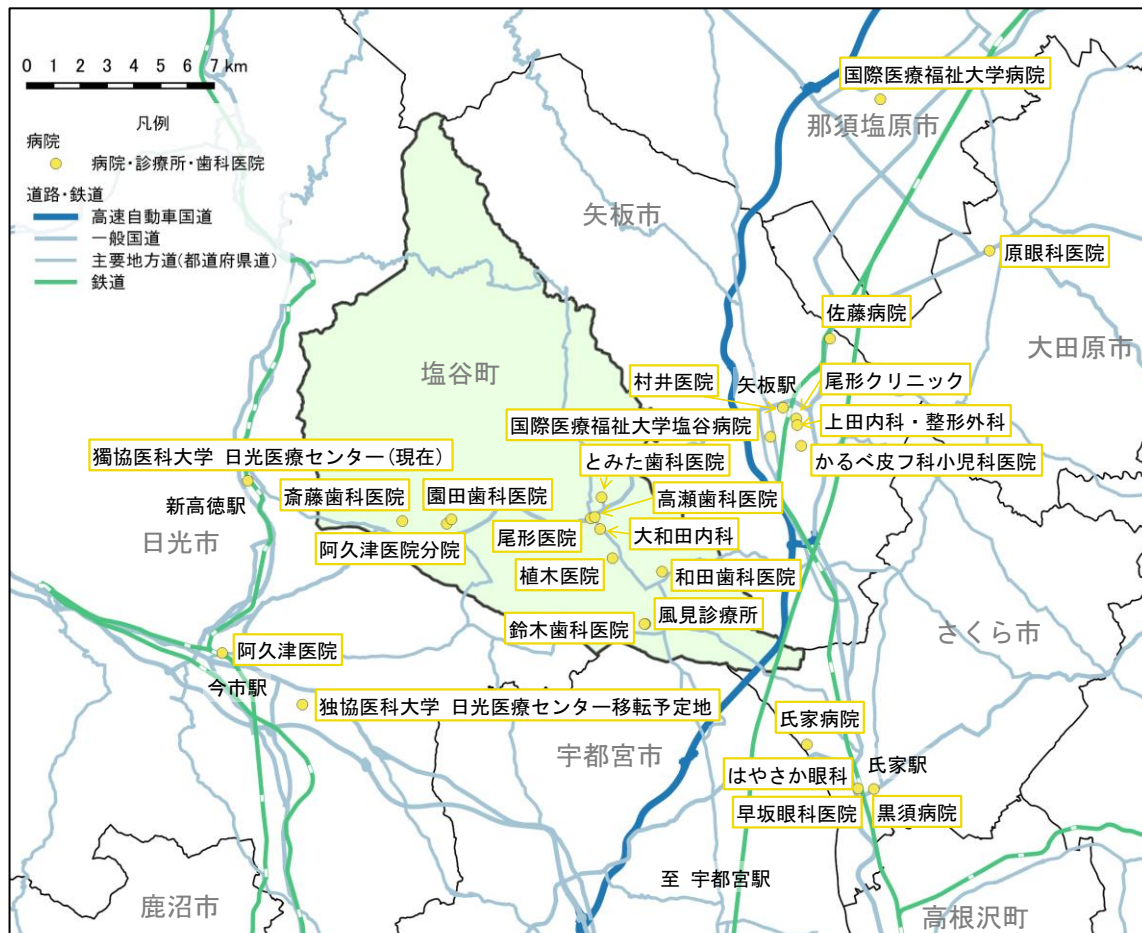 0 1 2 3 4 5 6 7 km
凡例
病院
病院・診療所・歯科医院
道路・鉄道
高速自動車国道
一般国道
主要地方道(都道府県道)
鉄道
国際医療福祉大学病院
那須塩原市
矢板市
原眼科医院
佐藤病院
大田原市
塩谷町
村井医院
矢板駅
尾形クリニック
国際医療福祉大学塩谷病院
上田内科・整形外科
獨協医科大学 日光医療センター(現在)
とみた歯科医院
かるべ皮フ科小児科医院
新高徳駅
斎藤歯科医院
園田歯科医院
高瀬歯科医院
日光市
阿久津医院分院
尾形医院
大和田内科
植木医院
和田歯科医院
鈴木歯科医院
風見診療所
さくら市
阿久津医院
今市駅
独協医科大学 日光医療センター移転予定地
氏家病院
宇都宮市
はやさか眼科
氏家駅
早坂眼科医院
黒須病院
至 宇都宮駅
鹿沼市
高根沢町